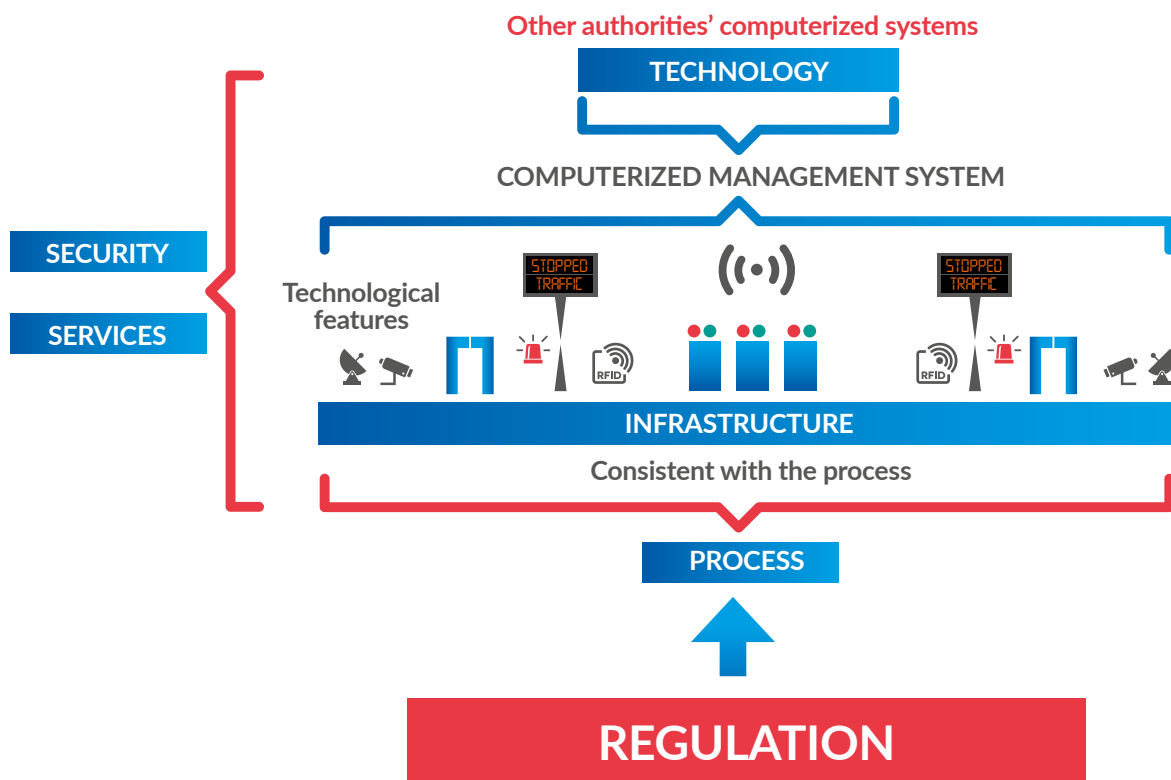 Other authorities’ computerized systems
TECHNOLOGY
COMPUTERIZED MANAGEMENT SYSTEM
SECURITY
SERVICES
Technological
features
STOPPED
TRAFFIC
STOPPED
TRAFFIC
RFID
RFID
INFRASTRUCTURE
Consistent with the process
PROCESS
REGULATION